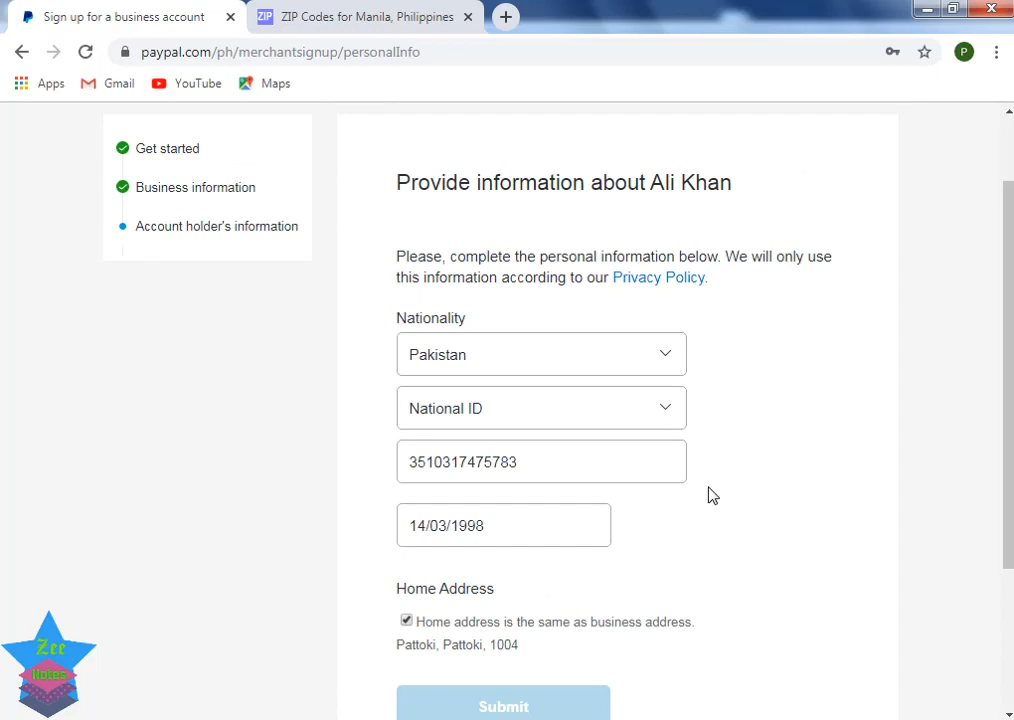 Sign up for a business account
ZIP ZIP Codes for Manila, Philippines
paypal.com/ph/merchantsignup/personalInfo
P
Apps Gmail YouTube Maps
Get started
Business information
Account holder's information
Provide information about Ali Khan
Please, complete the personal information below. We will only use
this information according to our Privacy Policy.
Nationality
Pakistan
National ID
3510317475783
14/03/1998
Home Address
Home address is the same as business address.
Pattoki, Pattoki, 1004
Submit
Zee
Notes